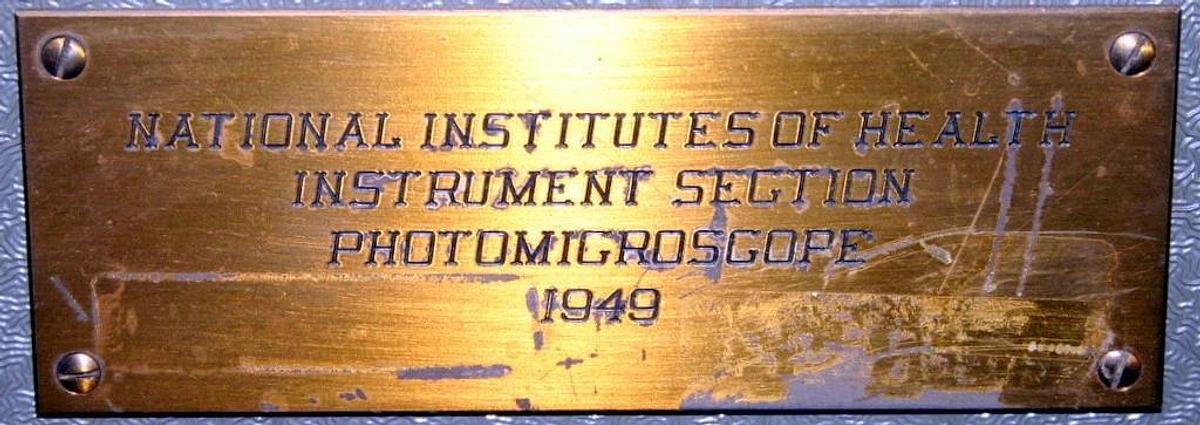 NATIONAL INSTITUTES OF HEALTH
INSTRUMENT SECTION
PHOTOMICROSCOPE
1949